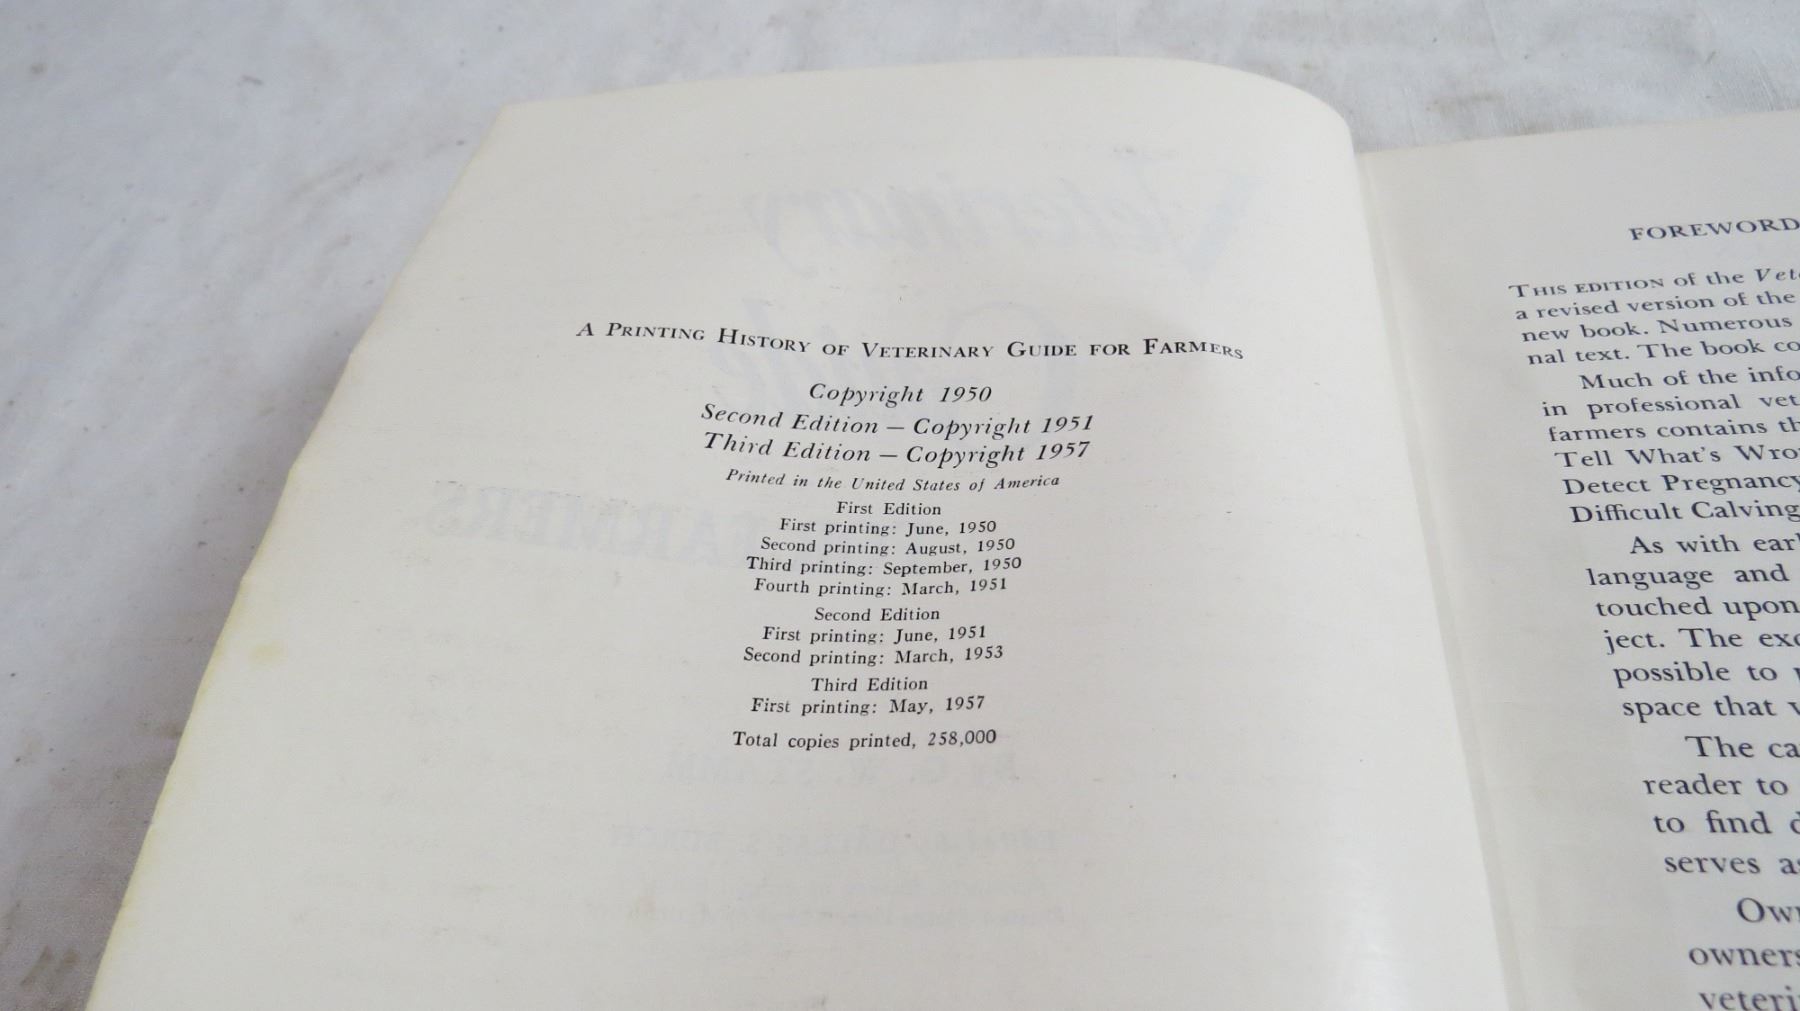 A PRINTING HISTORY OF VETERINARY GUIDE FOR FARMERS
Copyright 1950
Second Edition — Copyright 1951
Third Edition — Copyright 1957
Printed in the United States of America
First Edition
First printing: June, 1950
Second printing: August, 1950
Third printing: September, 1950
Fourth printing: March, 1951
Second Edition
First printing: June, 1951
Second printing: March, 1953
Third Edition
First printing: May, 1957
Total copies printed, 258,000
FOREWORD
THIS EDITION of the
a revised version of the
new book. Numerous
nal text. The book
Much of the
in professional
farmers contains
Tell What's
Detect Pregnancy
Difficult Calving
As with
language and
touched upon
ject. The
possible to
space that
The
reader to
to find
serves
owners